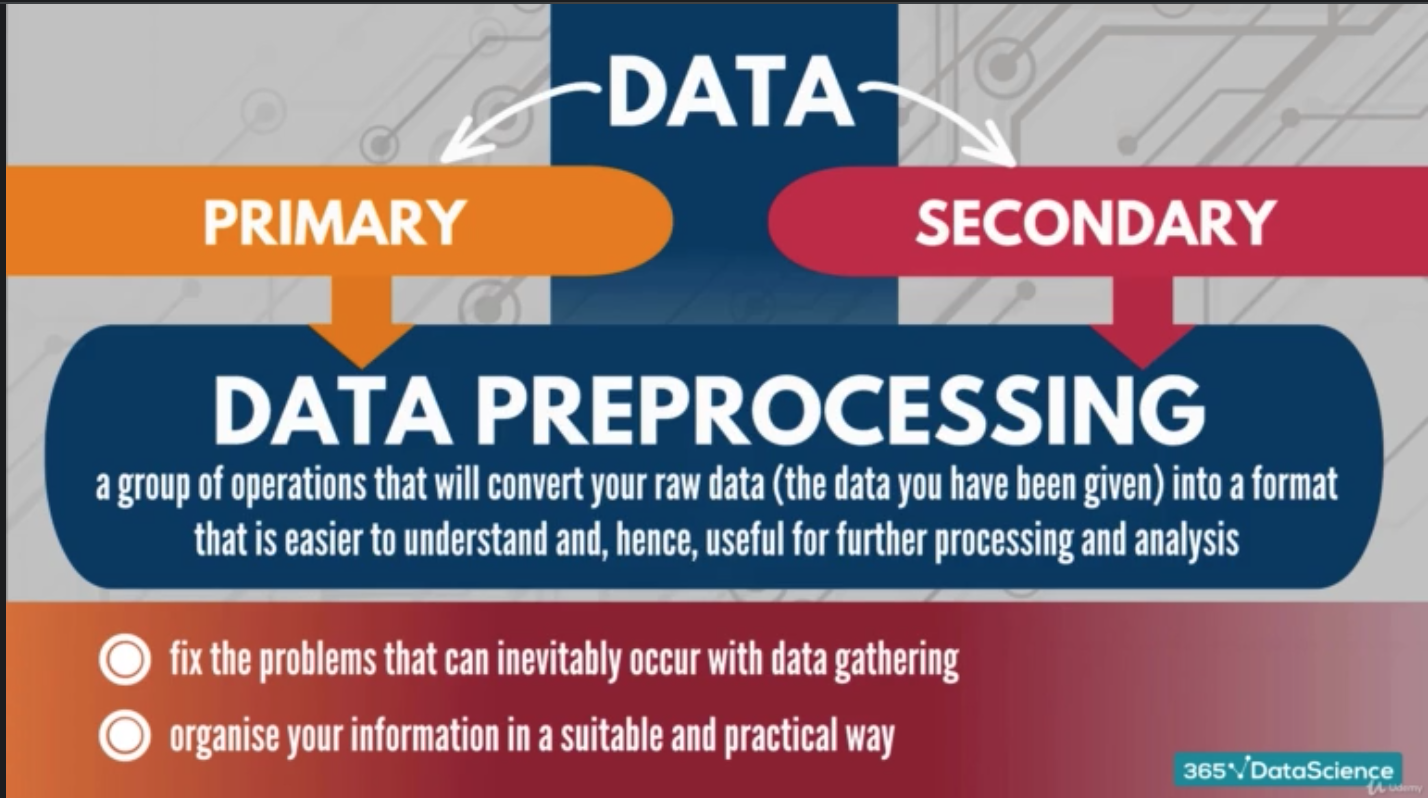 DATA
PRIMARY
SECONDARY
DATA PREPROCESSING
a group of operations that will convert your raw data (the data you have been given) into a format
that is easier to understand and, hence, useful for further processing and analysis
fix the problems that can inevitably occur with data gathering
organise your information in a suitable and practical way
365 DataScience
Udemy